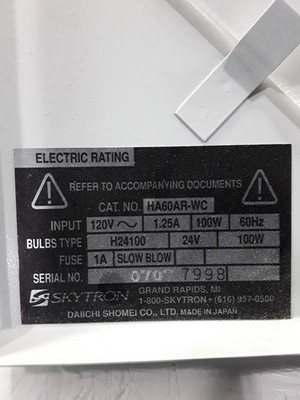 ELECTRIC RATING
REFER TO ACCOMPANYING DOCUMENTS
CAT. NO. HA60AR-WC
INPUT 120V 1.25A 100W 60Hz
BULBS TYPE H24100 24V 100W
FUSE 1A SLOW BLOW
SERIAL NO. 070 7998
SKYTRON GRAND RAPIDS, MI
1-800-SKYTRON • (616) 957-0500
DAIICHI SHOMEI CO., LTD. MADE IN JAPAN